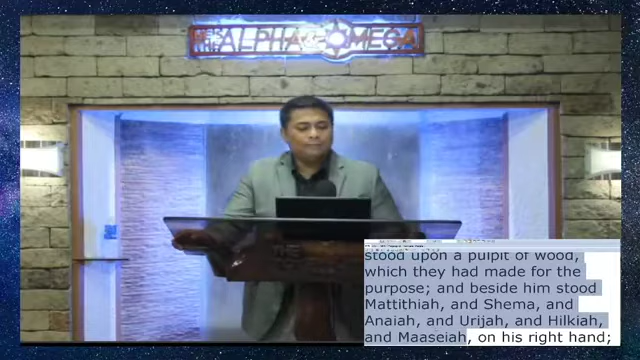 ALPHA & OMEGA
stood upon a pulpit of wood,
which they had made for the
purpose; and beside him stood
Mattithiah, and Shema, and
Anaiah, and Urijah, and Hilkiah,
and Maaseiah, on his right hand;